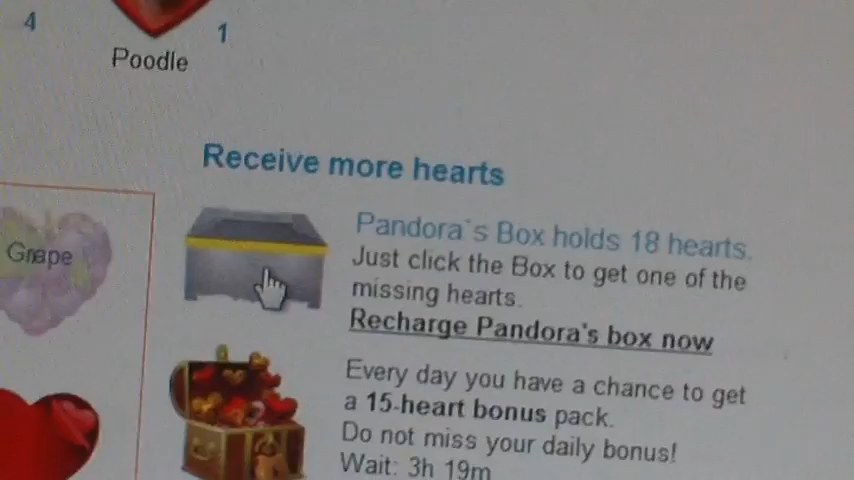 4
1
Poodle
Receive more hearts
Grape
Pandora`s Box holds 18 hearts.
Just click the Box to get one of the
missing hearts.
Recharge Pandora's box now
Every day you have a chance to get
a 15-heart bonus pack.
Do not miss your daily bonus!
Wait: 3h 19m